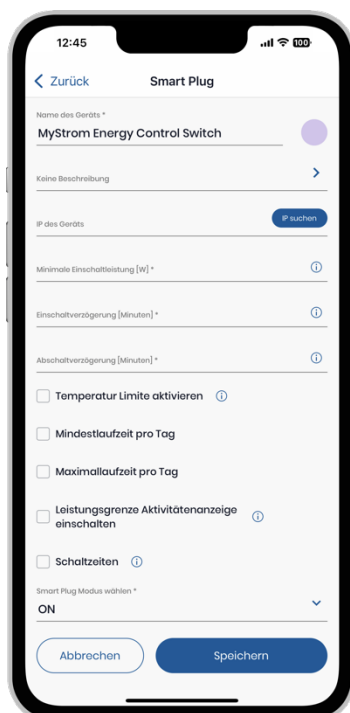 12:45
100
Zurück
Smart Plug
Name des Geräts *
MyStrom Energy Control Switch
Keine Beschreibung
IP des Geräts
IP suchen
Minimale Einschaltleistung [W] *
Einschaltverzögerung [Minuten] *
Abschaltverzögerung [Minuten] *
Temperatur Limite aktivieren
Mindestlaufzeit pro Tag
Maximallaufzeit pro Tag
Leistungsgrenze Aktivitätenanzeige
einschalten
Schaltzeiten
Smart Plug Modus wählen *
ON
Abbrechen
Speichern